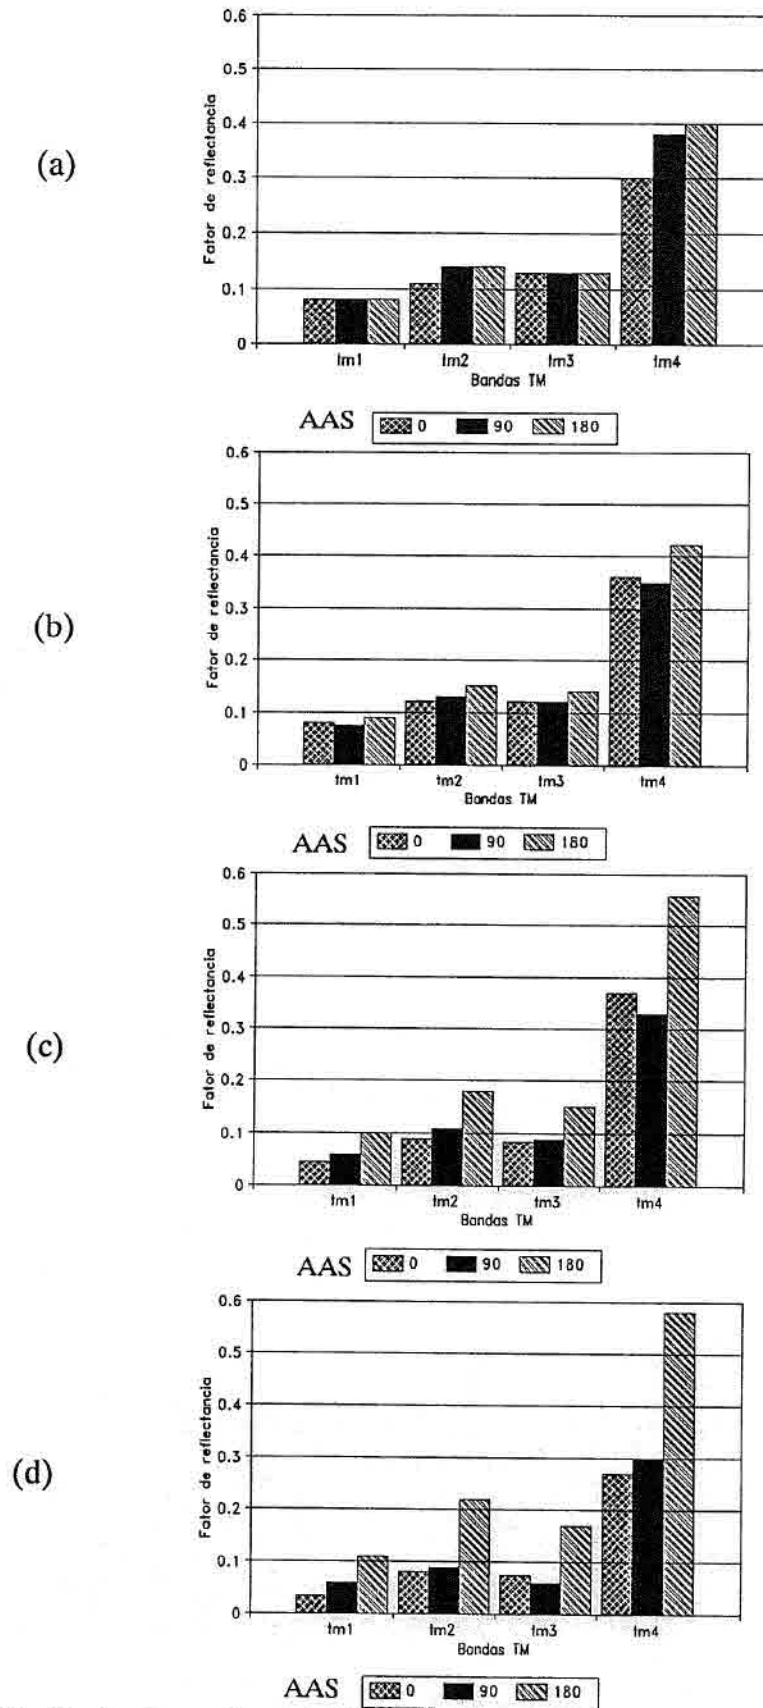 (a)
Fator de reflectancia
0.6
0.5
0.4
0.3
0.2
0.1
0
tm1 tm2 tm3 tm4
Bandas TM
AAS 0 90 180
(b)
Fator de reflectancia
0.6
0.5
0.4
0.3
0.2
0.1
0
tm1 tm2 tm3 tm4
Bandas TM
AAS 0 90 180
(c)
Fator de reflectancia
0.6
0.5
0.4
0.3
0.2
0.1
0
tm1 tm2 tm3 tm4
Bandas TM
AAS 0 90 180
(d)
Fator de reflectancia
0.6
0.5
0.4
0.3
0.2
0.1
0
tm1 tm2 tm3 tm4
Bandas TM
AAS 0 90 180